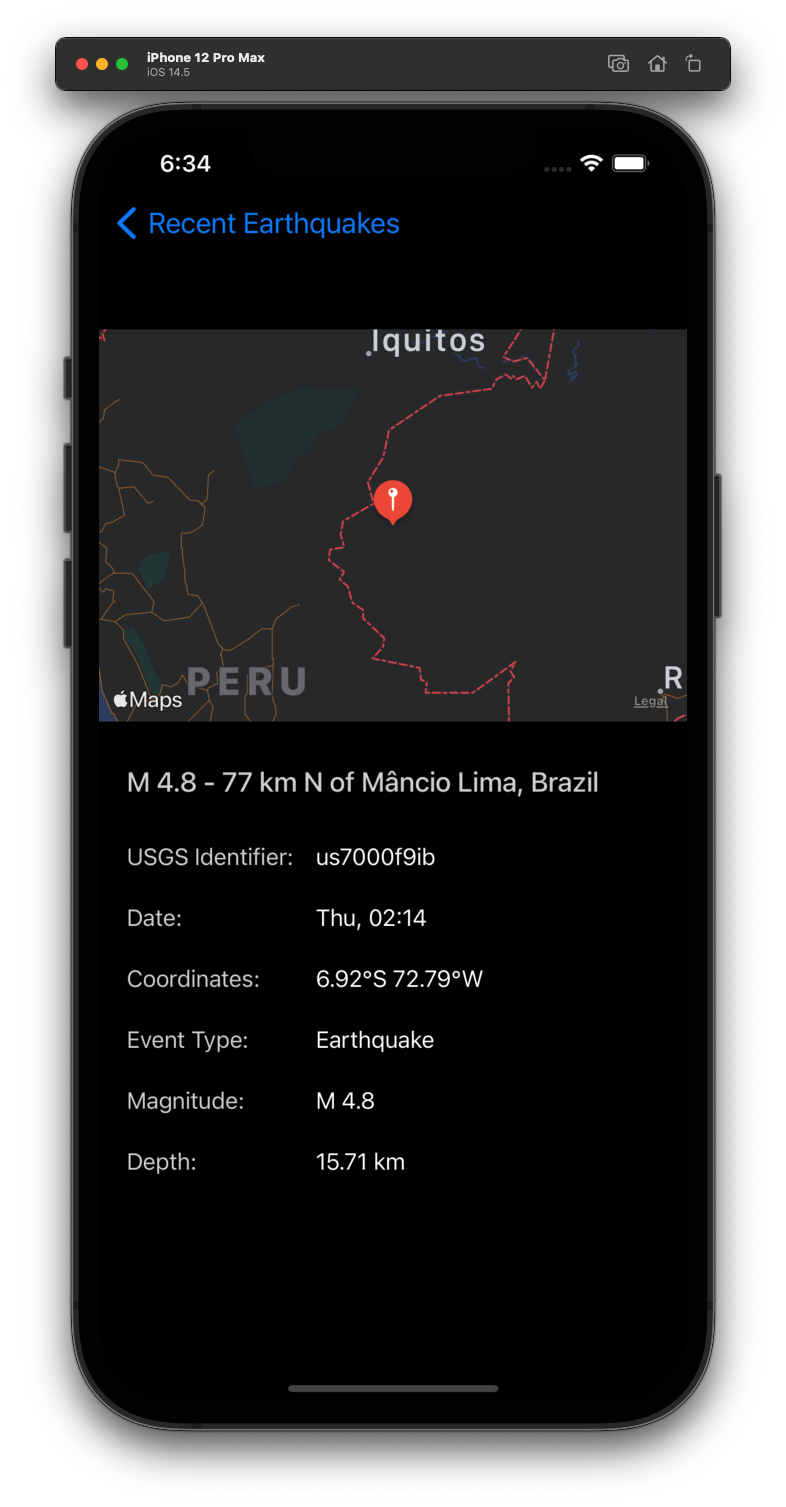 iPhone 12 Pro Max
iOS 14.5
6:34
Recent Earthquakes
Iquitos
PERU
R
Maps
Legal
M 4.8 - 77 km N of Mâncio Lima, Brazil
USGS Identifier: us7000f9ib
Date: Thu, 02:14
Coordinates: 6.92°S 72.79°W
Event Type: Earthquake
Magnitude: M 4.8
Depth: 15.71 km